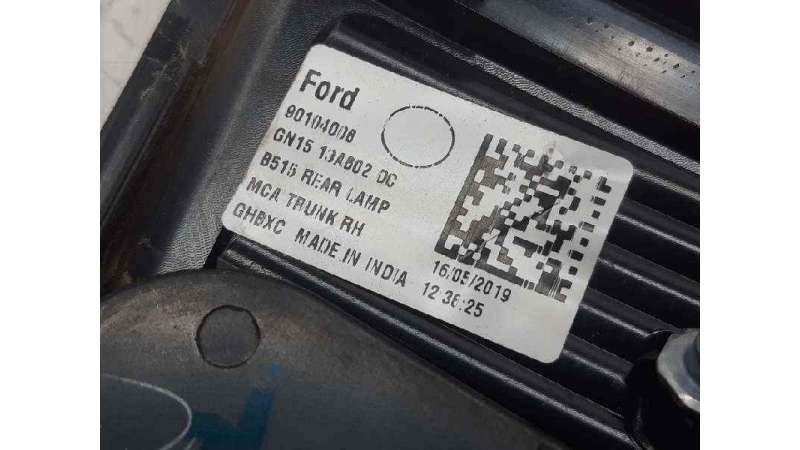 Ford
90104008
GN15 13A602 DC
B515 REAR LAMP
MCA TRUNK RH
GHBXC MADE IN INDIA
16/05/2019
12:36:25